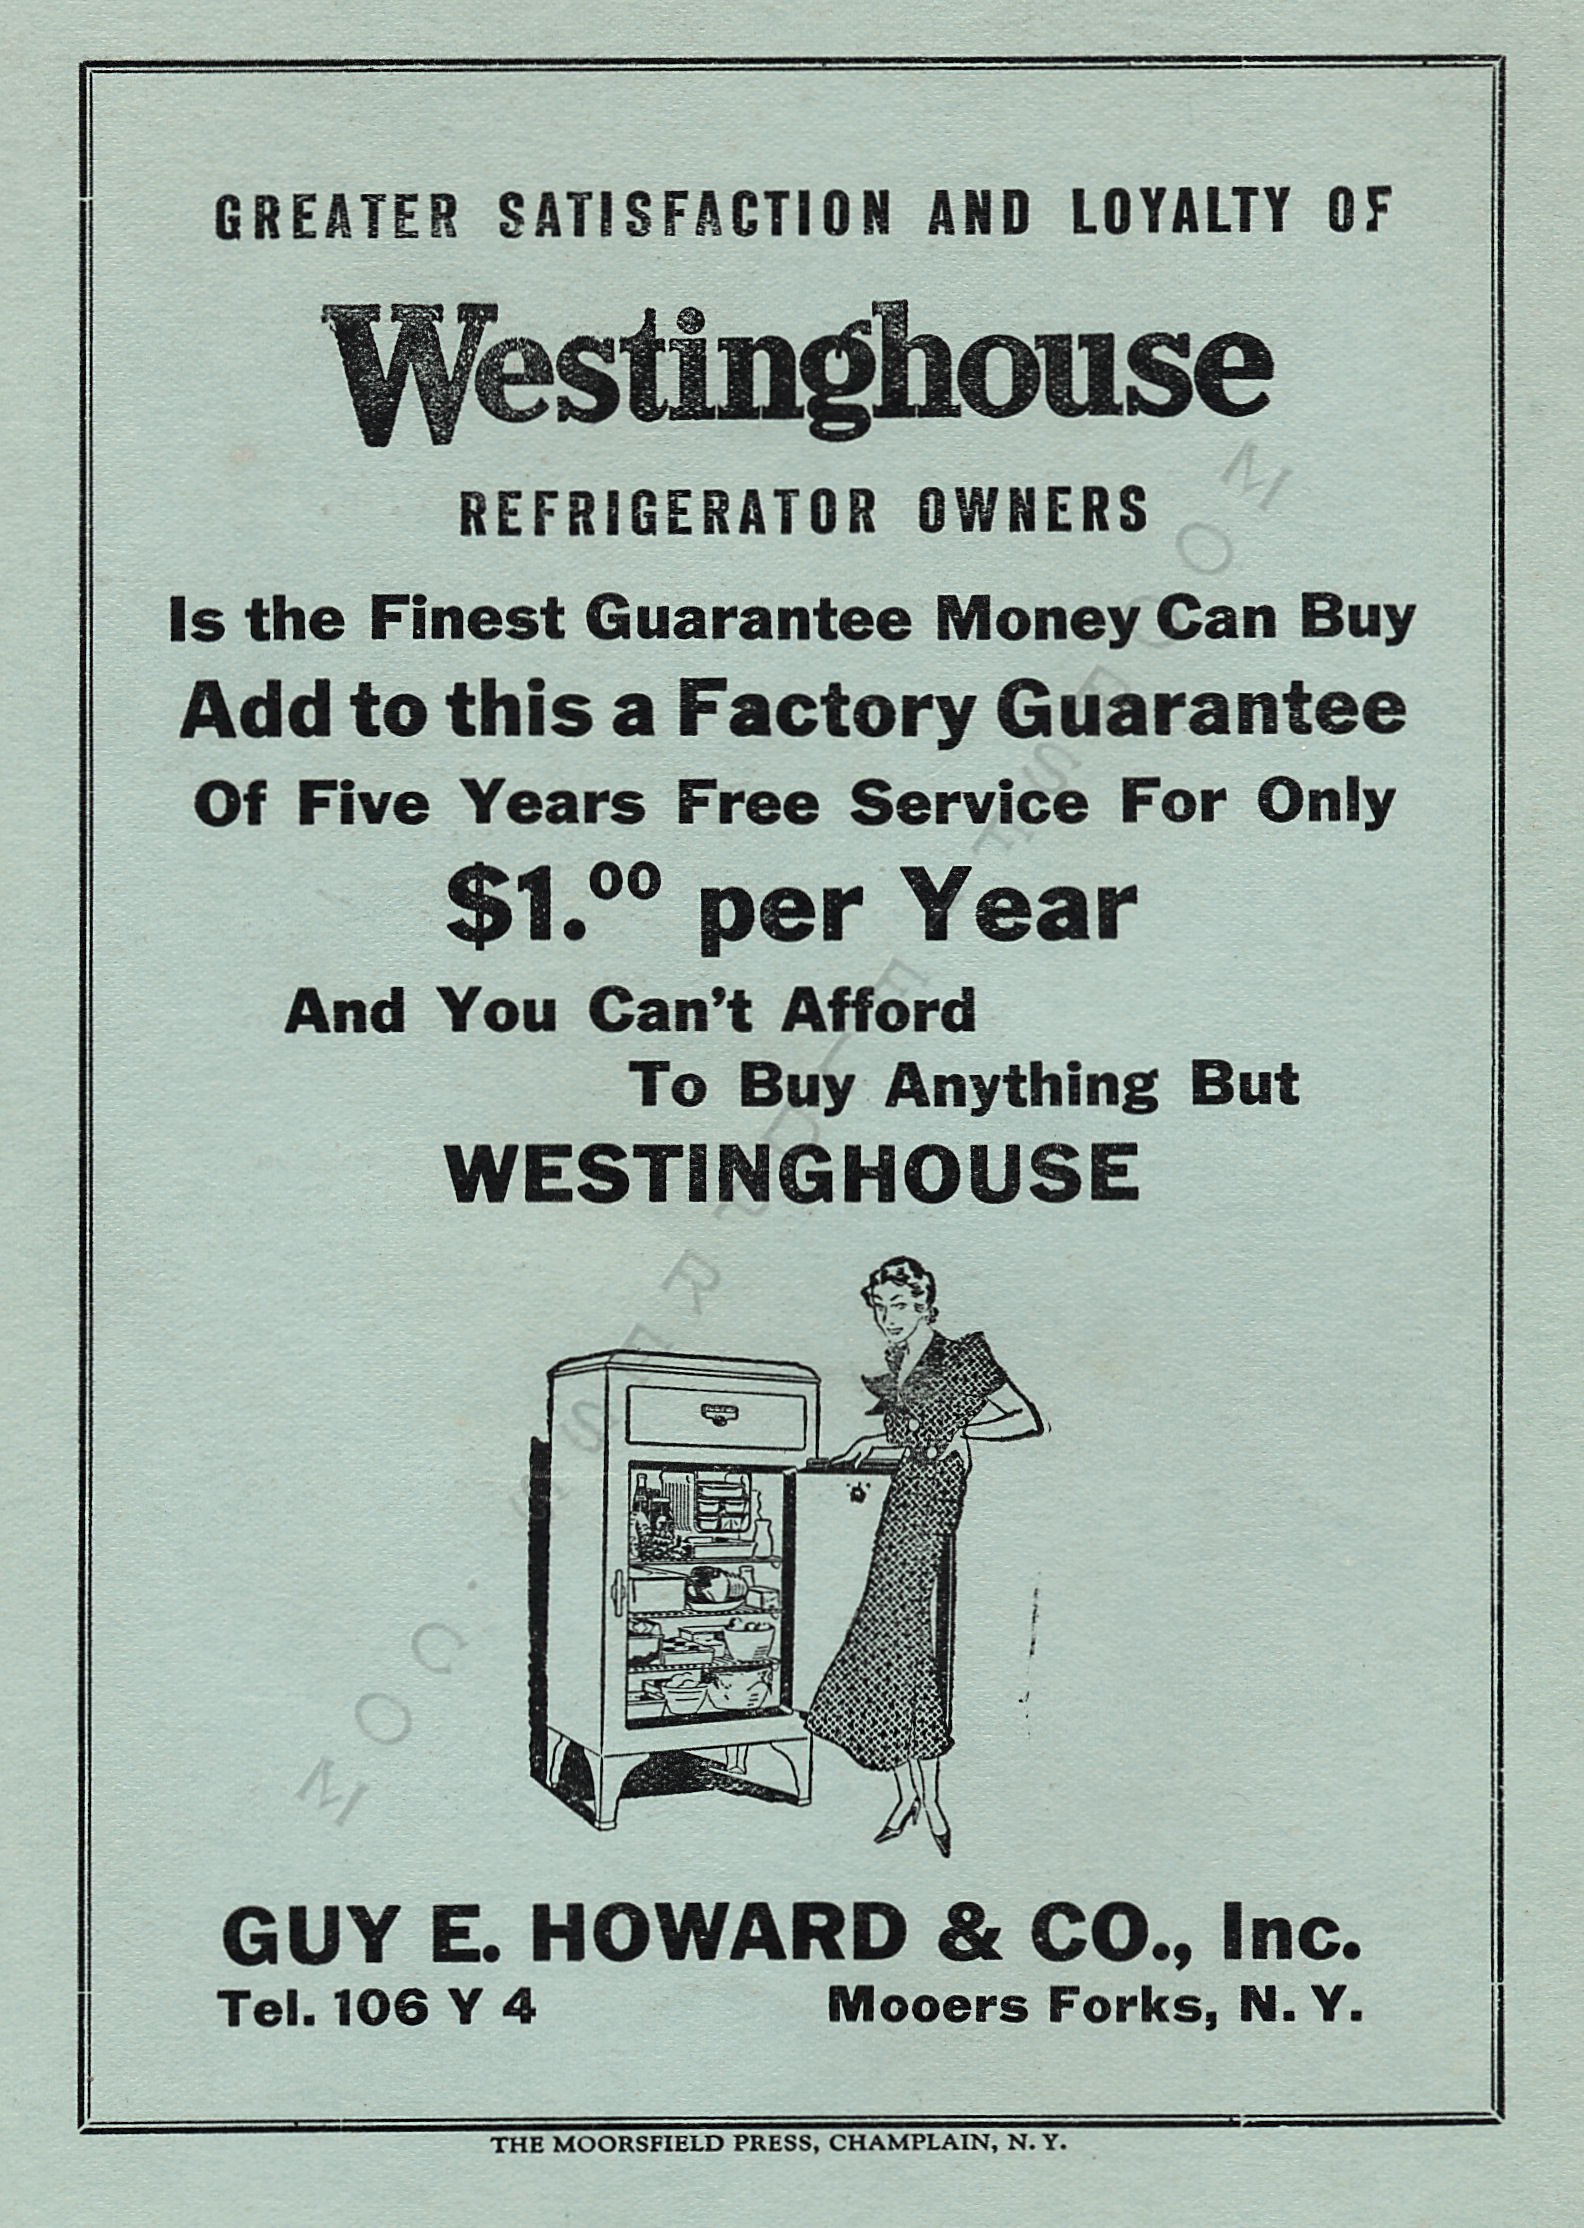 GREATER SATISFACTION AND LOYALTY OF
Westinghouse
REFRIGERATOR OWNERS
Is the Finest Guarantee Money Can Buy
Add to this a Factory Guarantee
Of Five Years Free Service For Only
$1.00 per Year
And You Can't Afford
To Buy Anything But
WESTINGHOUSE
GUY E. HOWARD & CO., Inc.
Tel. 106 Y 4
Mooers Forks, N. Y.
THE MOORSFIELD PRESS, CHAMPLAIN, N. Y.
MOOERSFIELDPRESS.COM